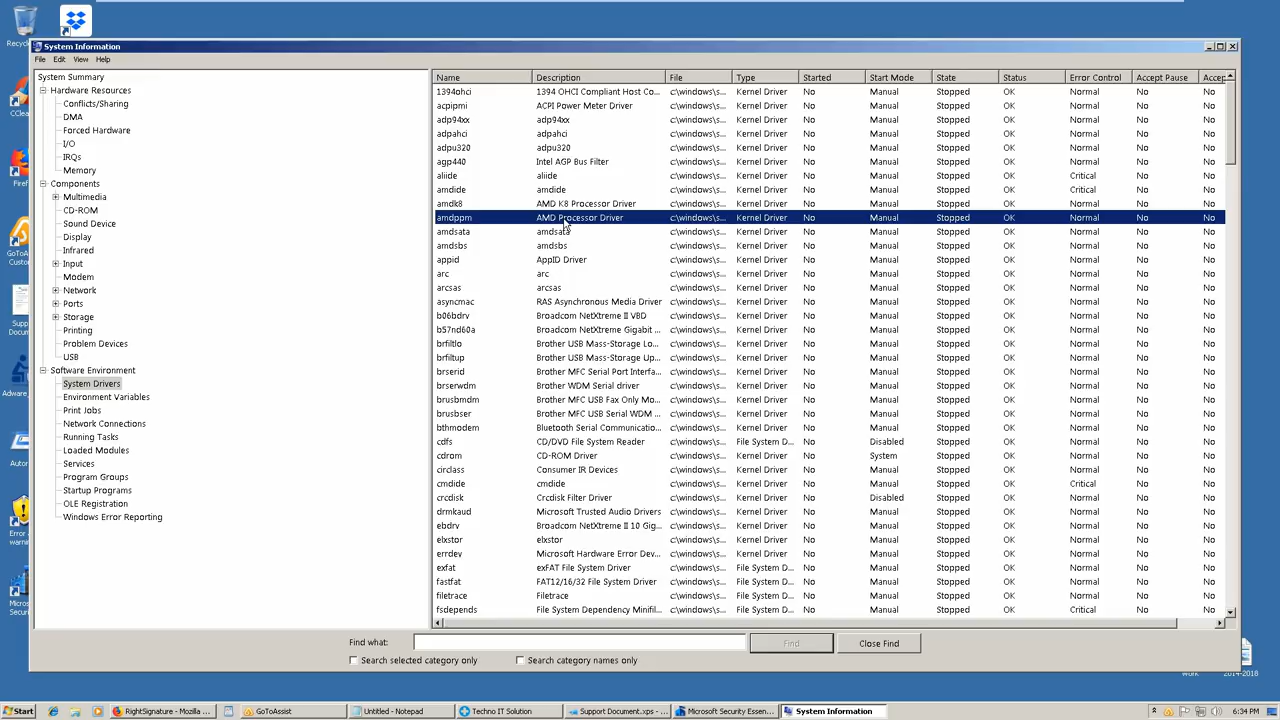 Recycl
System Information
File Edit View Help
System Summary
Hardware Resources
Conflicts/Sharing
DMA
Forced Hardware
I/O
IRQs
Memory
Components
Multimedia
CD-ROM
Sound Device
Display
Infrared
Input
Modem
Network
Ports
Storage
Printing
Problem Devices
USB
Software Environment
System Drivers
Environment Variables
Print Jobs
Network Connections
Running Tasks
Loaded Modules
Services
Program Groups
Startup Programs
OLE Registration
Windows Error Reporting
Name Description File Type Started Start Mode State Status Error Control Accept Pause Accep
1394ohci 1394 OHCI Compliant Host Co... c:\windows\s... Kernel Driver No Manual Stopped OK Normal No No
acpipmi ACPI Power Meter Driver c:\windows\s... Kernel Driver No Manual Stopped OK Normal No No
adp94xx adp94xx c:\windows\s... Kernel Driver No Manual Stopped OK Normal No No
adpahci adpahci c:\windows\s... Kernel Driver No Manual Stopped OK Normal No No
adpu320 adpu320 c:\windows\s... Kernel Driver No Manual Stopped OK Normal No No
agp440 Intel AGP Bus Filter c:\windows\s... Kernel Driver No Manual Stopped OK Normal No No
aliide aliide c:\windows\s... Kernel Driver No Manual Stopped OK Critical No No
amdide amdide c:\windows\s... Kernel Driver No Manual Stopped OK Critical No No
amdk8 AMD K8 Processor Driver c:\windows\s... Kernel Driver No Manual Stopped OK Normal No No
amdppm AMD Processor Driver c:\windows\s... Kernel Driver No Manual Stopped OK Normal No No
amdsata amdsata c:\windows\s... Kernel Driver No Manual Stopped OK Normal No No
amdsbs amdsbs c:\windows\s... Kernel Driver No Manual Stopped OK Normal No No
appid AppID Driver c:\windows\s... Kernel Driver No Manual Stopped OK Normal No No
arc arc c:\windows\s... Kernel Driver No Manual Stopped OK Normal No No
arcsas arcsas c:\windows\s... Kernel Driver No Manual Stopped OK Normal No No
asyncmac RAS Asynchronous Media Driver c:\windows\s... Kernel Driver No Manual Stopped OK Normal No No
b06bdrv Broadcom NetXtreme II VBD c:\windows\s... Kernel Driver No Manual Stopped OK Normal No No
b57nd60a Broadcom NetXtreme Gigabit ... c:\windows\s... Kernel Driver No Manual Stopped OK Normal No No
brfiltlo Brother USB Mass-Storage Lo... c:\windows\s... Kernel Driver No Manual Stopped OK Normal No No
brfiltup Brother USB Mass-Storage Up... c:\windows\s... Kernel Driver No Manual Stopped OK Normal No No
brserid Brother MFC Serial Port Interfa... c:\windows\s... Kernel Driver No Manual Stopped OK Normal No No
brserwdm Brother WDM Serial driver c:\windows\s... Kernel Driver No Manual Stopped OK Normal No No
brusbmdm Brother MFC USB Fax Only Mo... c:\windows\s... Kernel Driver No Manual Stopped OK Normal No No
brusbser Brother MFC USB Serial WDM ... c:\windows\s... Kernel Driver No Manual Stopped OK Normal No No
bthmodem Bluetooth Serial Communicatio... c:\windows\s... Kernel Driver No Manual Stopped OK Normal No No
cdfs CD/DVD File System Reader c:\windows\s... File System D... No Disabled Stopped OK Normal No No
cdrom CD-ROM Driver c:\windows\s... Kernel Driver No System Stopped OK Normal No No
circlass Consumer IR Devices c:\windows\s... Kernel Driver No Manual Stopped OK Normal No No
cmdide cmdide c:\windows\s... Kernel Driver No Manual Stopped OK Critical No No
crcdisk Crcdisk Filter Driver c:\windows\s... Kernel Driver No Disabled Stopped OK Normal No No
drmkaud Microsoft Trusted Audio Drivers c:\windows\s... Kernel Driver No Manual Stopped OK Normal No No
ebdrv Broadcom NetXtreme II 10 Gig... c:\windows\s... Kernel Driver No Manual Stopped OK Normal No No
elxstor elxstor c:\windows\s... Kernel Driver No Manual Stopped OK Normal No No
errdev Microsoft Hardware Error Dev... c:\windows\s... Kernel Driver No Manual Stopped OK Normal No No
exfat exFAT File System Driver c:\windows\s... File System D... No Manual Stopped OK Normal No No
fastfat FAT12/16/32 File System Driver c:\windows\s... File System D... No Manual Stopped OK Normal No No
filetrace Filetrace c:\windows\s... File System D... No Manual Stopped OK Normal No No
fsdepends File System Dependency Minifil... c:\windows\s... File System D... No Manual Stopped OK Critical No No
Find what: Find Close Find
Search selected category only Search category names only
CClea
Firef
GoToA
Custom
Supp
Docum
Adware
Autor
Error a
warni
Micros
Securi
work 2014-2018
Start RightSignature - Mozilla ... GoToAssist Untitled - Notepad Techno IT Solution Support Document.xps - ... Microsoft Security Essen... System Information 6:34 PM